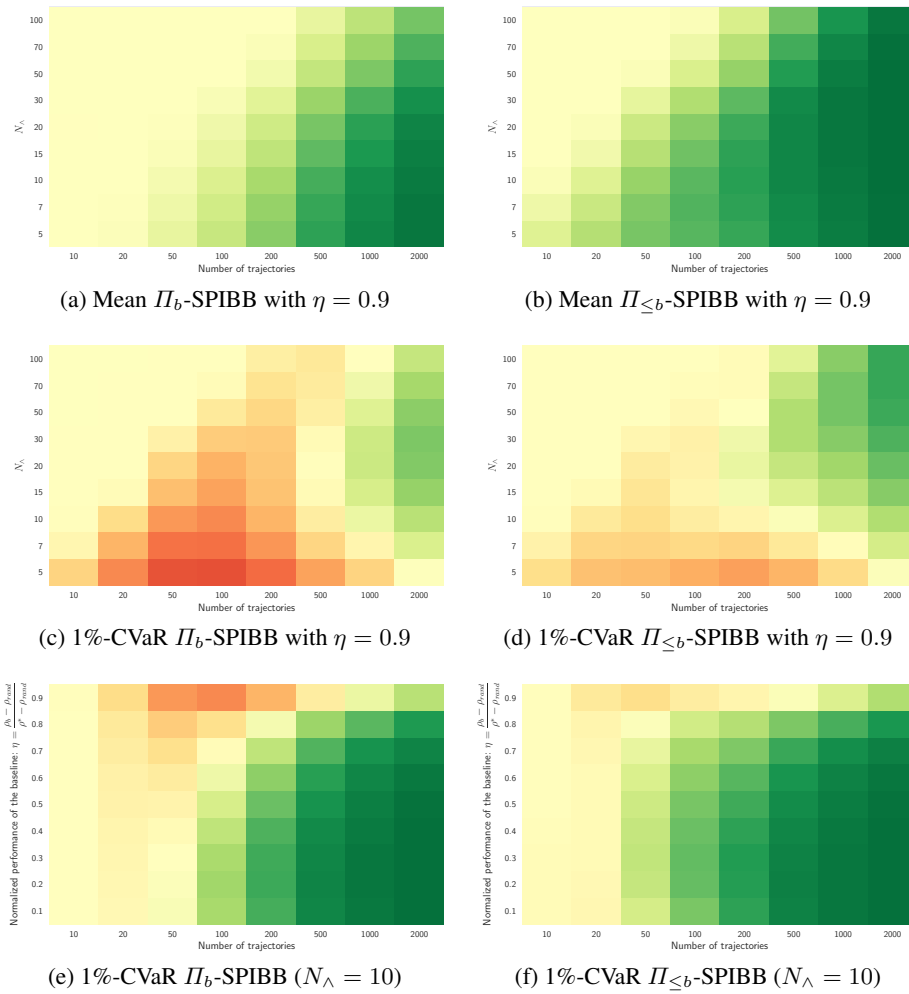 100
70
50
30
20
15
10
7
5
N∧
10 20 50 100 200 500 1000 2000
Number of trajectories
(a) Mean Π_b-SPIBB with η = 0.9
100
70
50
30
20
15
10
7
5
N∧
10 20 50 100 200 500 1000 2000
Number of trajectories
(b) Mean Π_≤b-SPIBB with η = 0.9
100
70
50
30
20
15
10
7
5
N∧
10 20 50 100 200 500 1000 2000
Number of trajectories
(c) 1%-CVaR Π_b-SPIBB with η = 0.9
100
70
50
30
20
15
10
7
5
N∧
10 20 50 100 200 500 1000 2000
Number of trajectories
(d) 1%-CVaR Π_≤b-SPIBB with η = 0.9
Normalized performance of the baseline: η = (ρ_b − ρ_rand)/(ρ* − ρ_rand)
0.9
0.8
0.7
0.6
0.5
0.4
0.3
0.2
0.1
10 20 50 100 200 500 1000 2000
Number of trajectories
(e) 1%-CVaR Π_b-SPIBB (N∧ = 10)
Normalized performance of the baseline: η = (ρ_b − ρ_rand)/(ρ* − ρ_rand)
0.9
0.8
0.7
0.6
0.5
0.4
0.3
0.2
0.1
10 20 50 100 200 500 1000 2000
Number of trajectories
(f) 1%-CVaR Π_≤b-SPIBB (N∧ = 10)